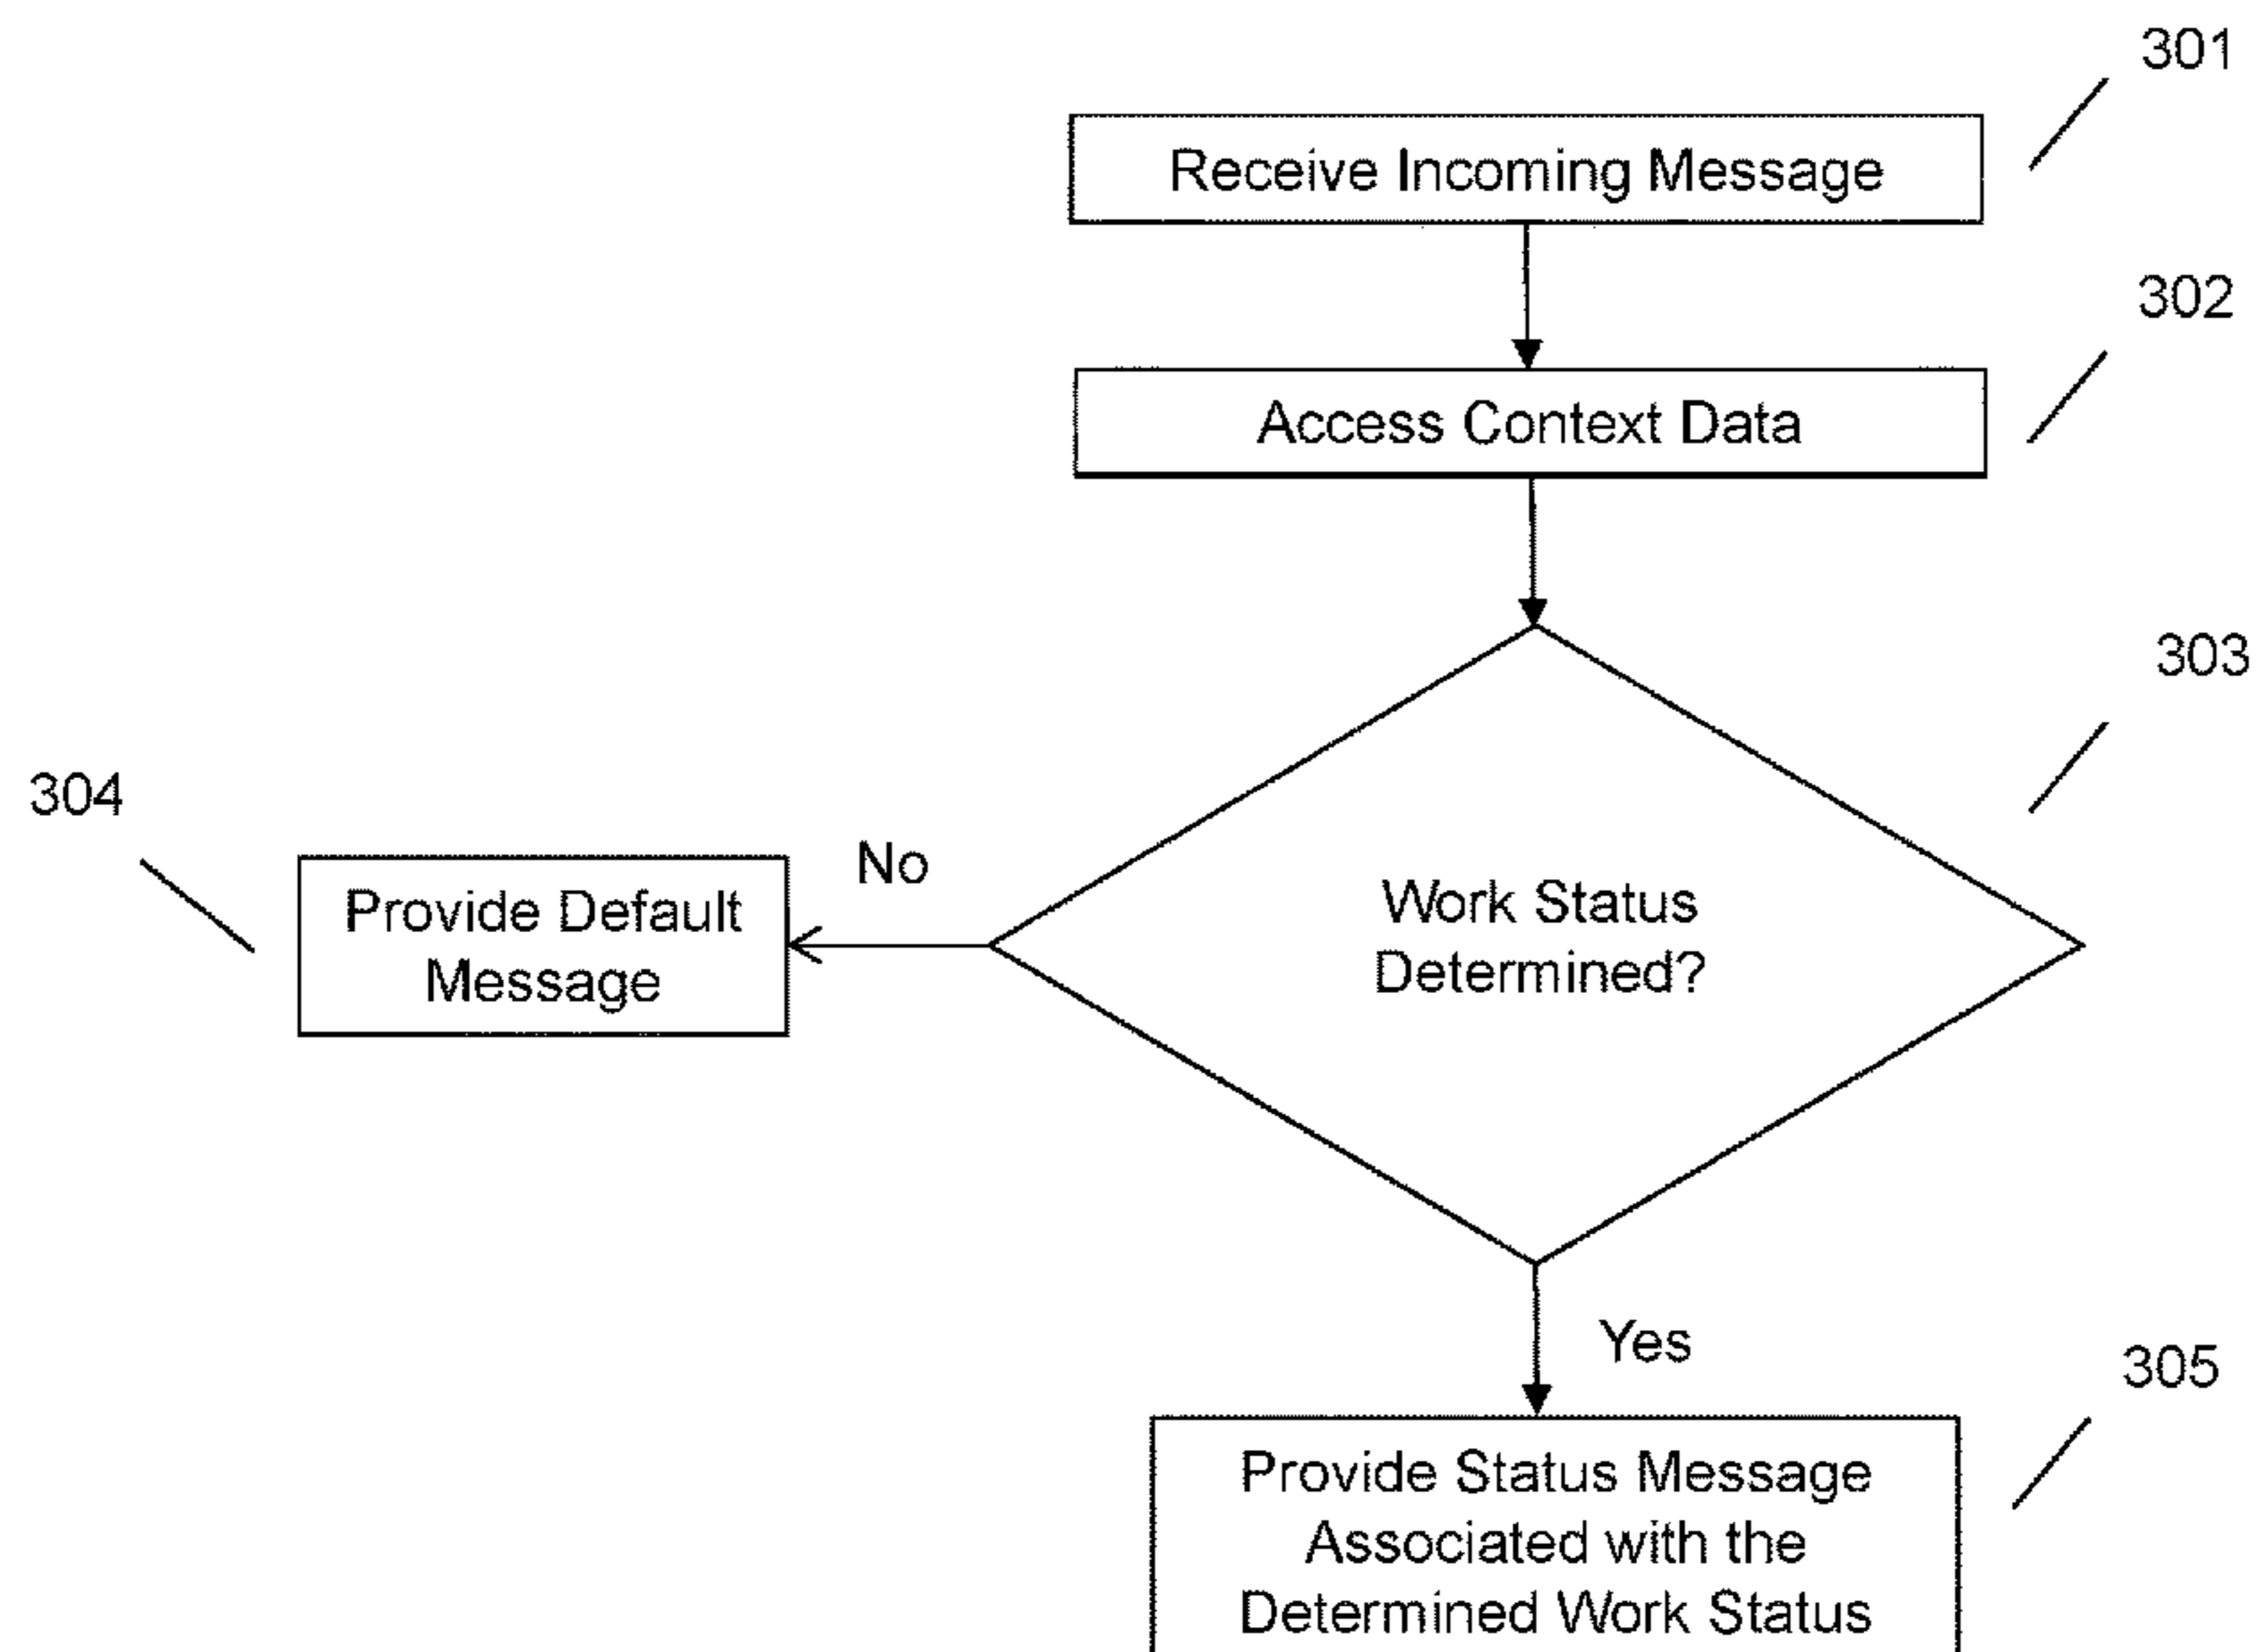 301
Receive Incoming Message
302
Access Context Data
303
304
No
Provide Default
Message
Work Status
Determined?
Yes
305
Provide Status Message
Associated with the
Determined Work Status